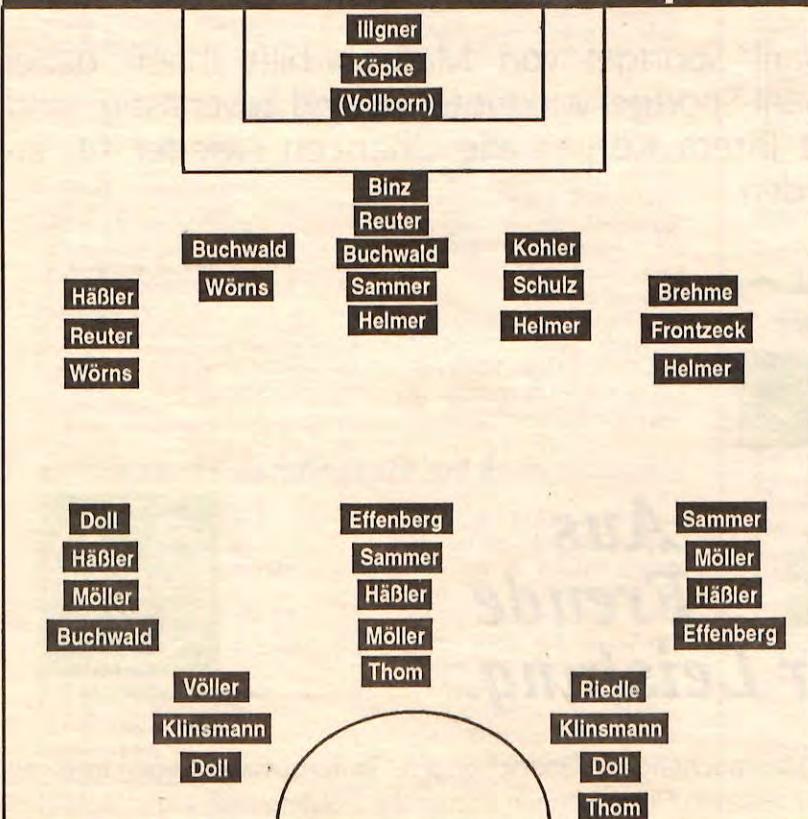 Illgner
Köpke
(Vollborn)
Binz
Reuter
Buchwald
Sammer
Helmer
Buchwald
Wörns
Kohler
Schulz
Helmer
Häßler
Reuter
Wörns
Brehme
Frontzeck
Helmer
Doll
Häßler
Möller
Buchwald
Effenberg
Sammer
Häßler
Möller
Thom
Sammer
Möller
Häßler
Effenberg
Völler
Klinsmann
Doll
Riedle
Klinsmann
Doll
Thom